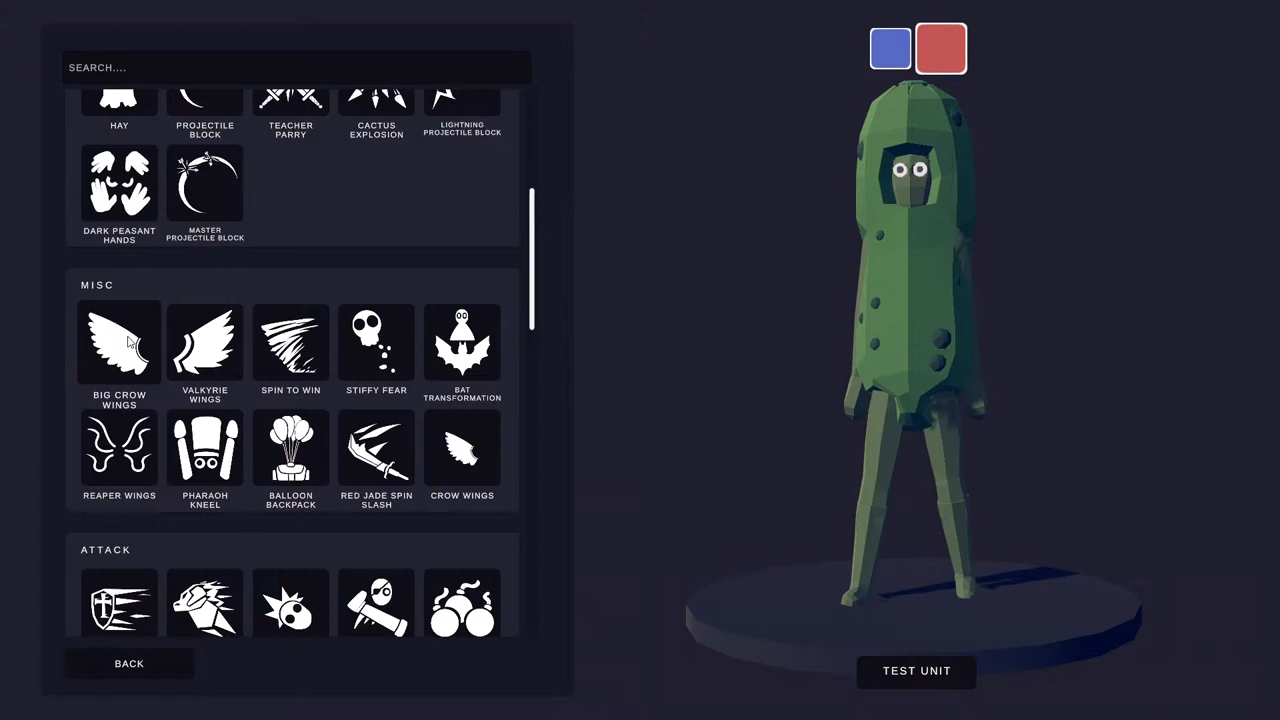 SEARCH....
HAY
PROJECTILE
BLOCK
TEACHER
PARRY
CACTUS
EXPLOSION
LIGHTNING
PROJECTILE BLOCK
DARK PEASANT
HANDS
MASTER
PROJECTILE BLOCK
MISC
BIG CROW
WINGS
VALKYRIE
WINGS
SPIN TO WIN
STIFFY FEAR
BAT
TRANSFORMATION
REAPER WINGS
PHARAOH
KNEEL
BALLOON
BACKPACK
RED JADE SPIN
SLASH
CROW WINGS
ATTACK
BACK
TEST UNIT